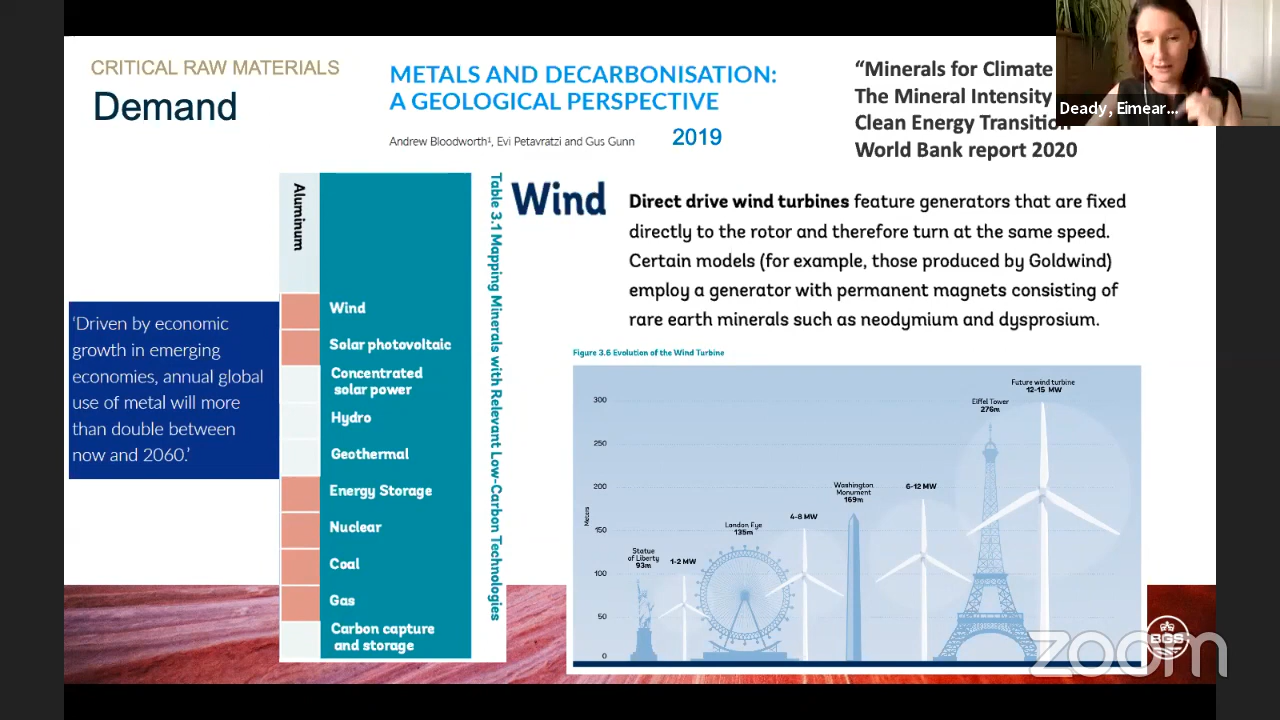 CRITICAL RAW MATERIALS
Demand
METALS AND DECARBONISATION:
A GEOLOGICAL PERSPECTIVE
Andrew Bloodworth¹, Evi Petavratzi and Gus Gunn
2019
“Minerals for Climate
The Mineral Intensity
Clean Energy Transition
World Bank report 2020
Deady, Eimear...
‘Driven by economic
growth in emerging
economies, annual global
use of metal will more
than double between
now and 2060.’
Aluminum
Wind
Solar photovoltaic
Concentrated
solar power
Hydro
Geothermal
Energy Storage
Nuclear
Coal
Gas
Carbon capture
and storage
Table 3.1 Mapping Minerals with Relevant Low-Carbon Technologies
Wind
Direct drive wind turbines feature generators that are fixed
directly to the rotor and therefore turn at the same speed.
Certain models (for example, those produced by Goldwind)
employ a generator with permanent magnets consisting of
rare earth minerals such as neodymium and dysprosium.
Figure 3.6 Evolution of the Wind Turbine
Meters
300
250
200
150
100
50
0
Statue
of Liberty
93m
1-2 MW
London Eye
135m
4-8 MW
Washington
Monument
169m
6-12 MW
Eiffel Tower
276m
Future wind turbine
12-15 MW
BGS
zoom